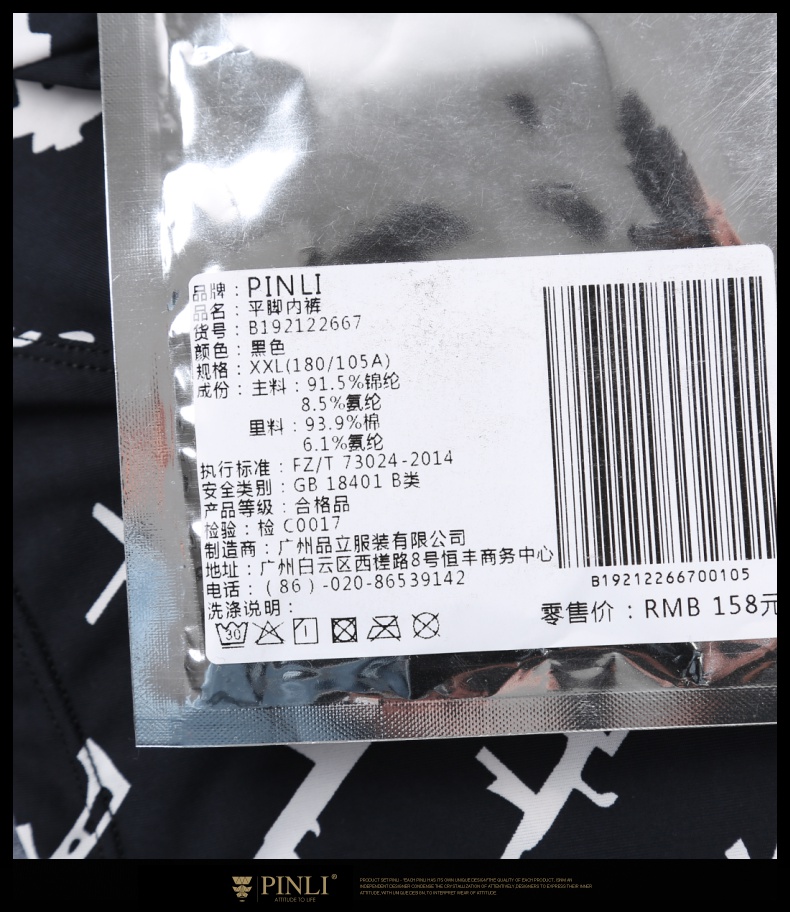 品牌：PINLI
品名：平脚内裤
货号：B192122667
颜色：黑色
规格：XXL(180/105A)
成份：主料：91.5%锦纶
8.5%氨纶
里料：93.9%棉
6.1%氨纶
执行标准：FZ/T 73024-2014
安全类别：GB 18401 B类
产品等级：合格品
检验：检 C0017
制造商：广州品立服装有限公司
地址：广州白云区西槎路8号恒丰商务中心
电话：(86)-020-86539142
洗涤说明：
30
B19212266700105
零售价：RMB 158元
PINLI®
ATTITUDE TO LIFE